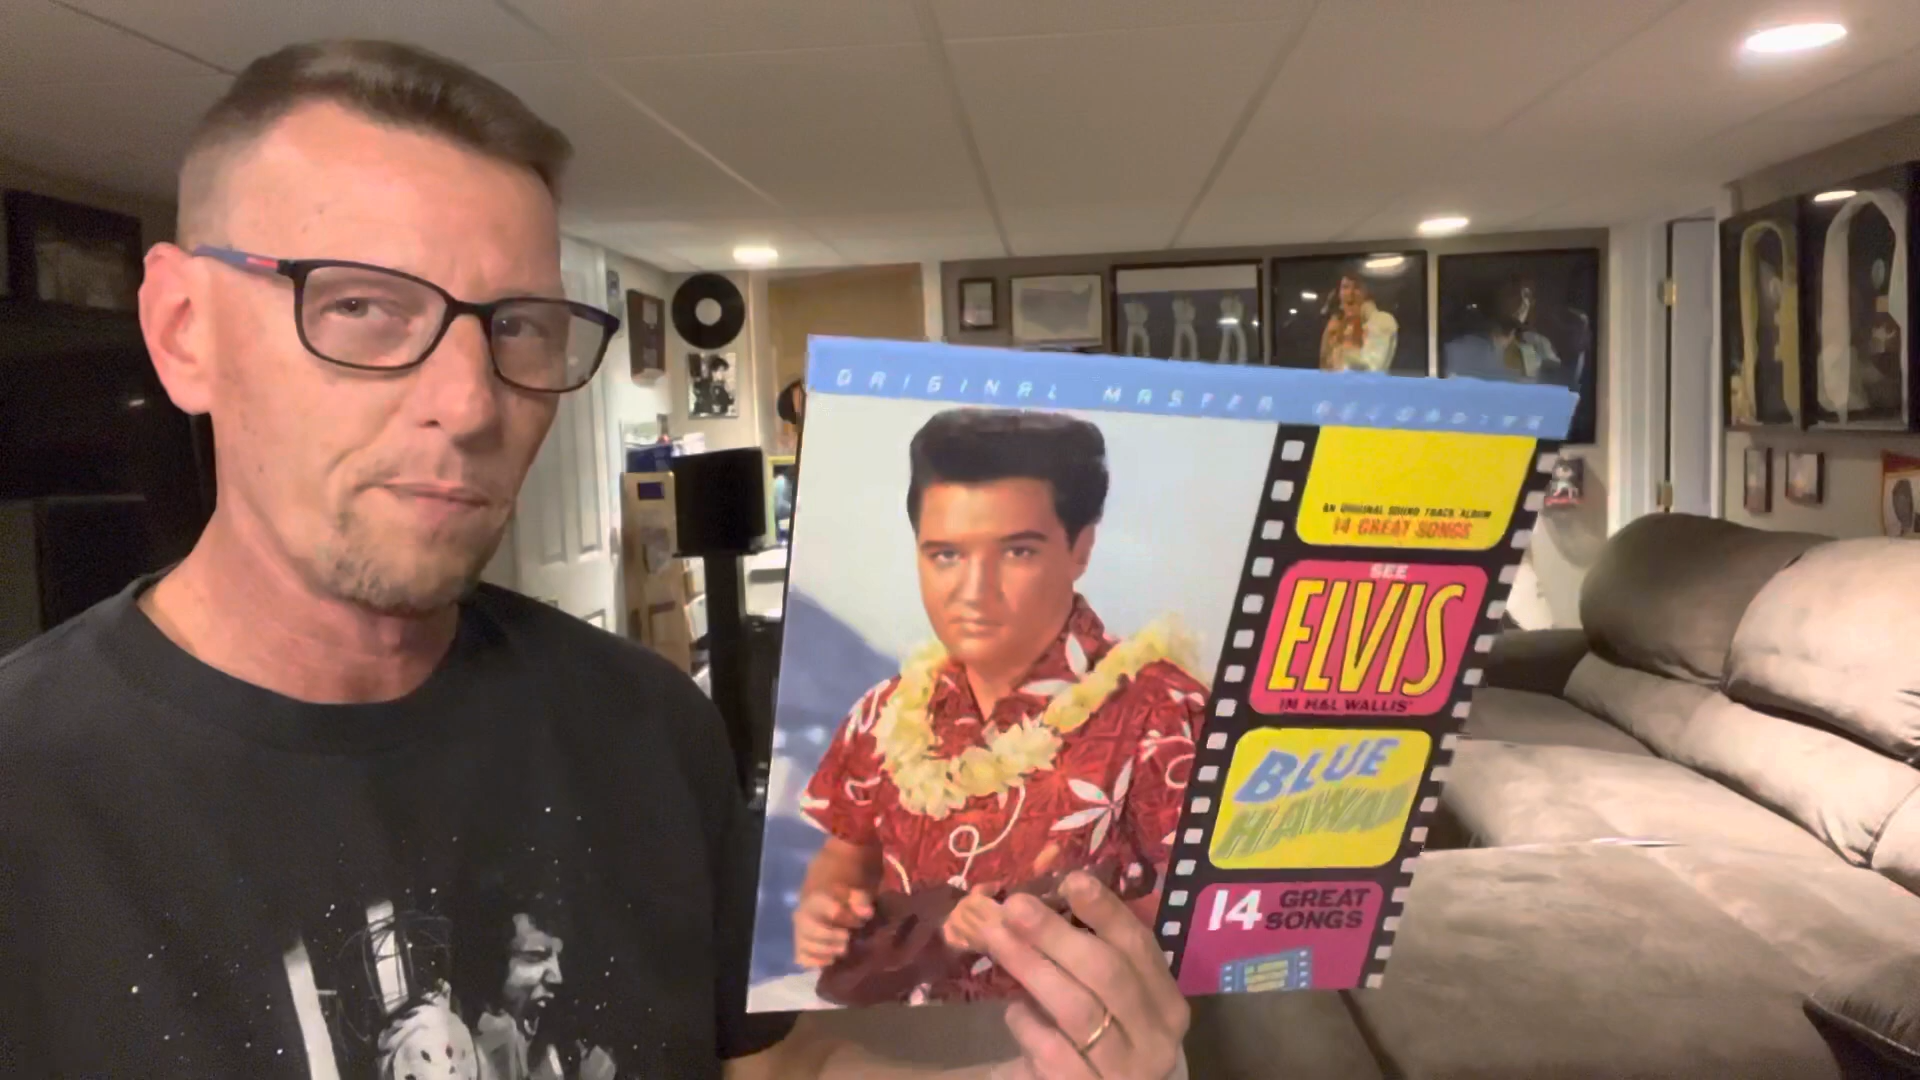 ORIGINAL MASTER RECORDING
AN ORIGINAL SOUND TRACK ALBUM
14 GREAT SONGS
SEE
ELVIS
IN HAL WALLIS'
BLUE
HAWAII
14 GREAT
SONGS